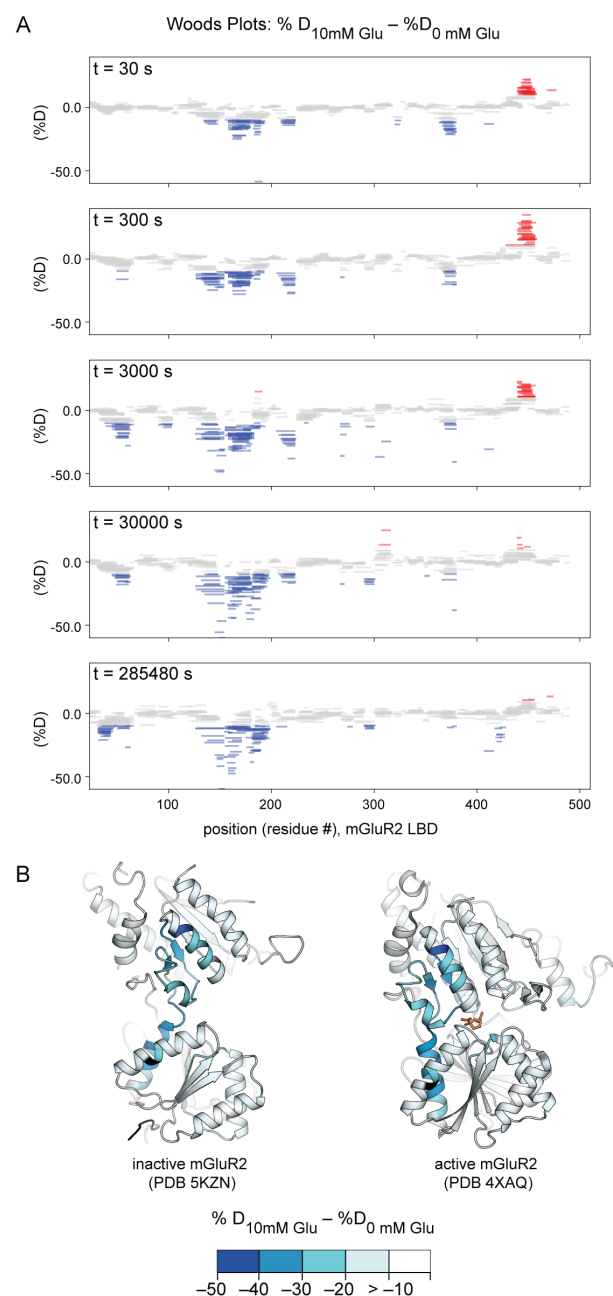 A
Woods Plots: % D10mM Glu – %D0 mM Glu
t = 30 s
0.0
-50.0
(%D)
t = 300 s
0.0
-50.0
(%D)
t = 3000 s
0.0
-50.0
(%D)
t = 30000 s
0.0
-50.0
(%D)
t = 285480 s
0.0
-50.0
(%D)
100 200 300 400 500
position (residue #), mGluR2 LBD
B
inactive mGluR2
(PDB 5KZN)
active mGluR2
(PDB 4XAQ)
% D10mM Glu – %D0 mM Glu
–50 –40 –30 –20 > –10